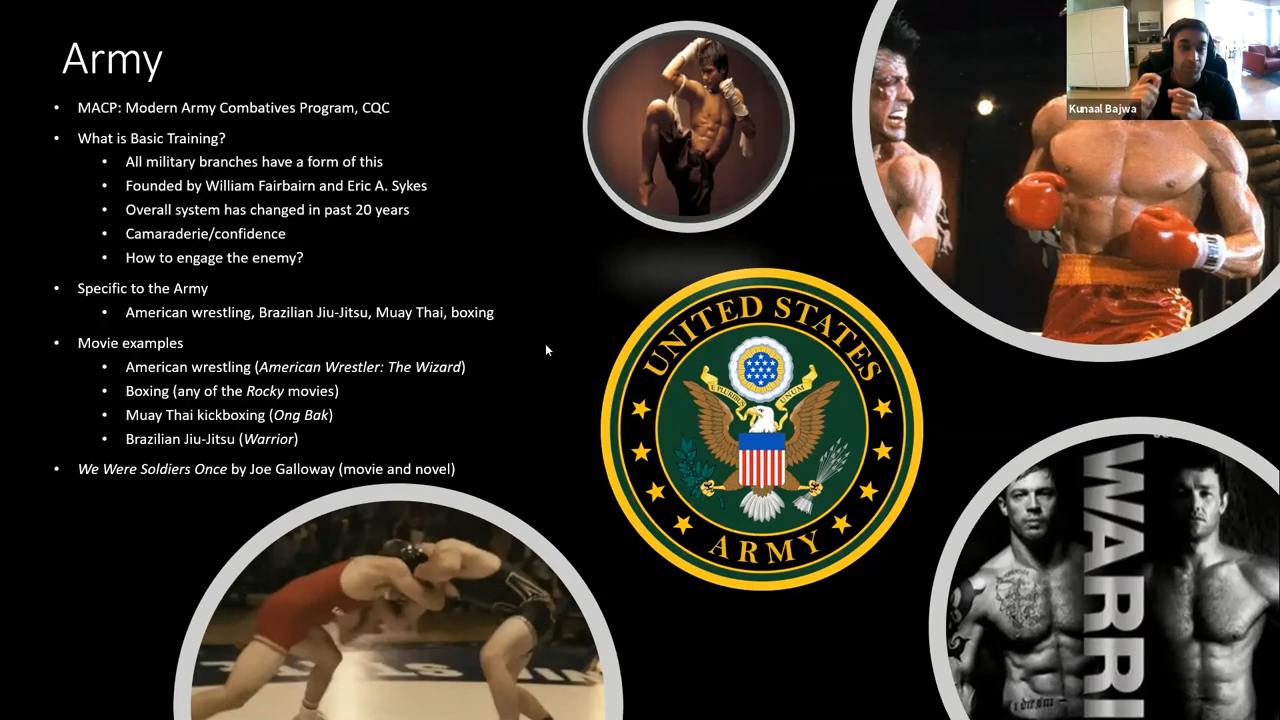 Army
• MACP: Modern Army Combatives Program, CQC
• What is Basic Training?
• All military branches have a form of this
• Founded by William Fairbairn and Eric A. Sykes
• Overall system has changed in past 20 years
• Camaraderie/confidence
• How to engage the enemy?
• Specific to the Army
• American wrestling, Brazilian Jiu-Jitsu, Muay Thai, boxing
• Movie examples
• American wrestling (American Wrestler: The Wizard)
• Boxing (any of the Rocky movies)
• Muay Thai kickboxing (Ong Bak)
• Brazilian Jiu-Jitsu (Warrior)
• We Were Soldiers Once by Joe Galloway (movie and novel)
Kunaal Bajwa
UNITED STATES
E PLURIBUS UNUM
ARMY
WARRI